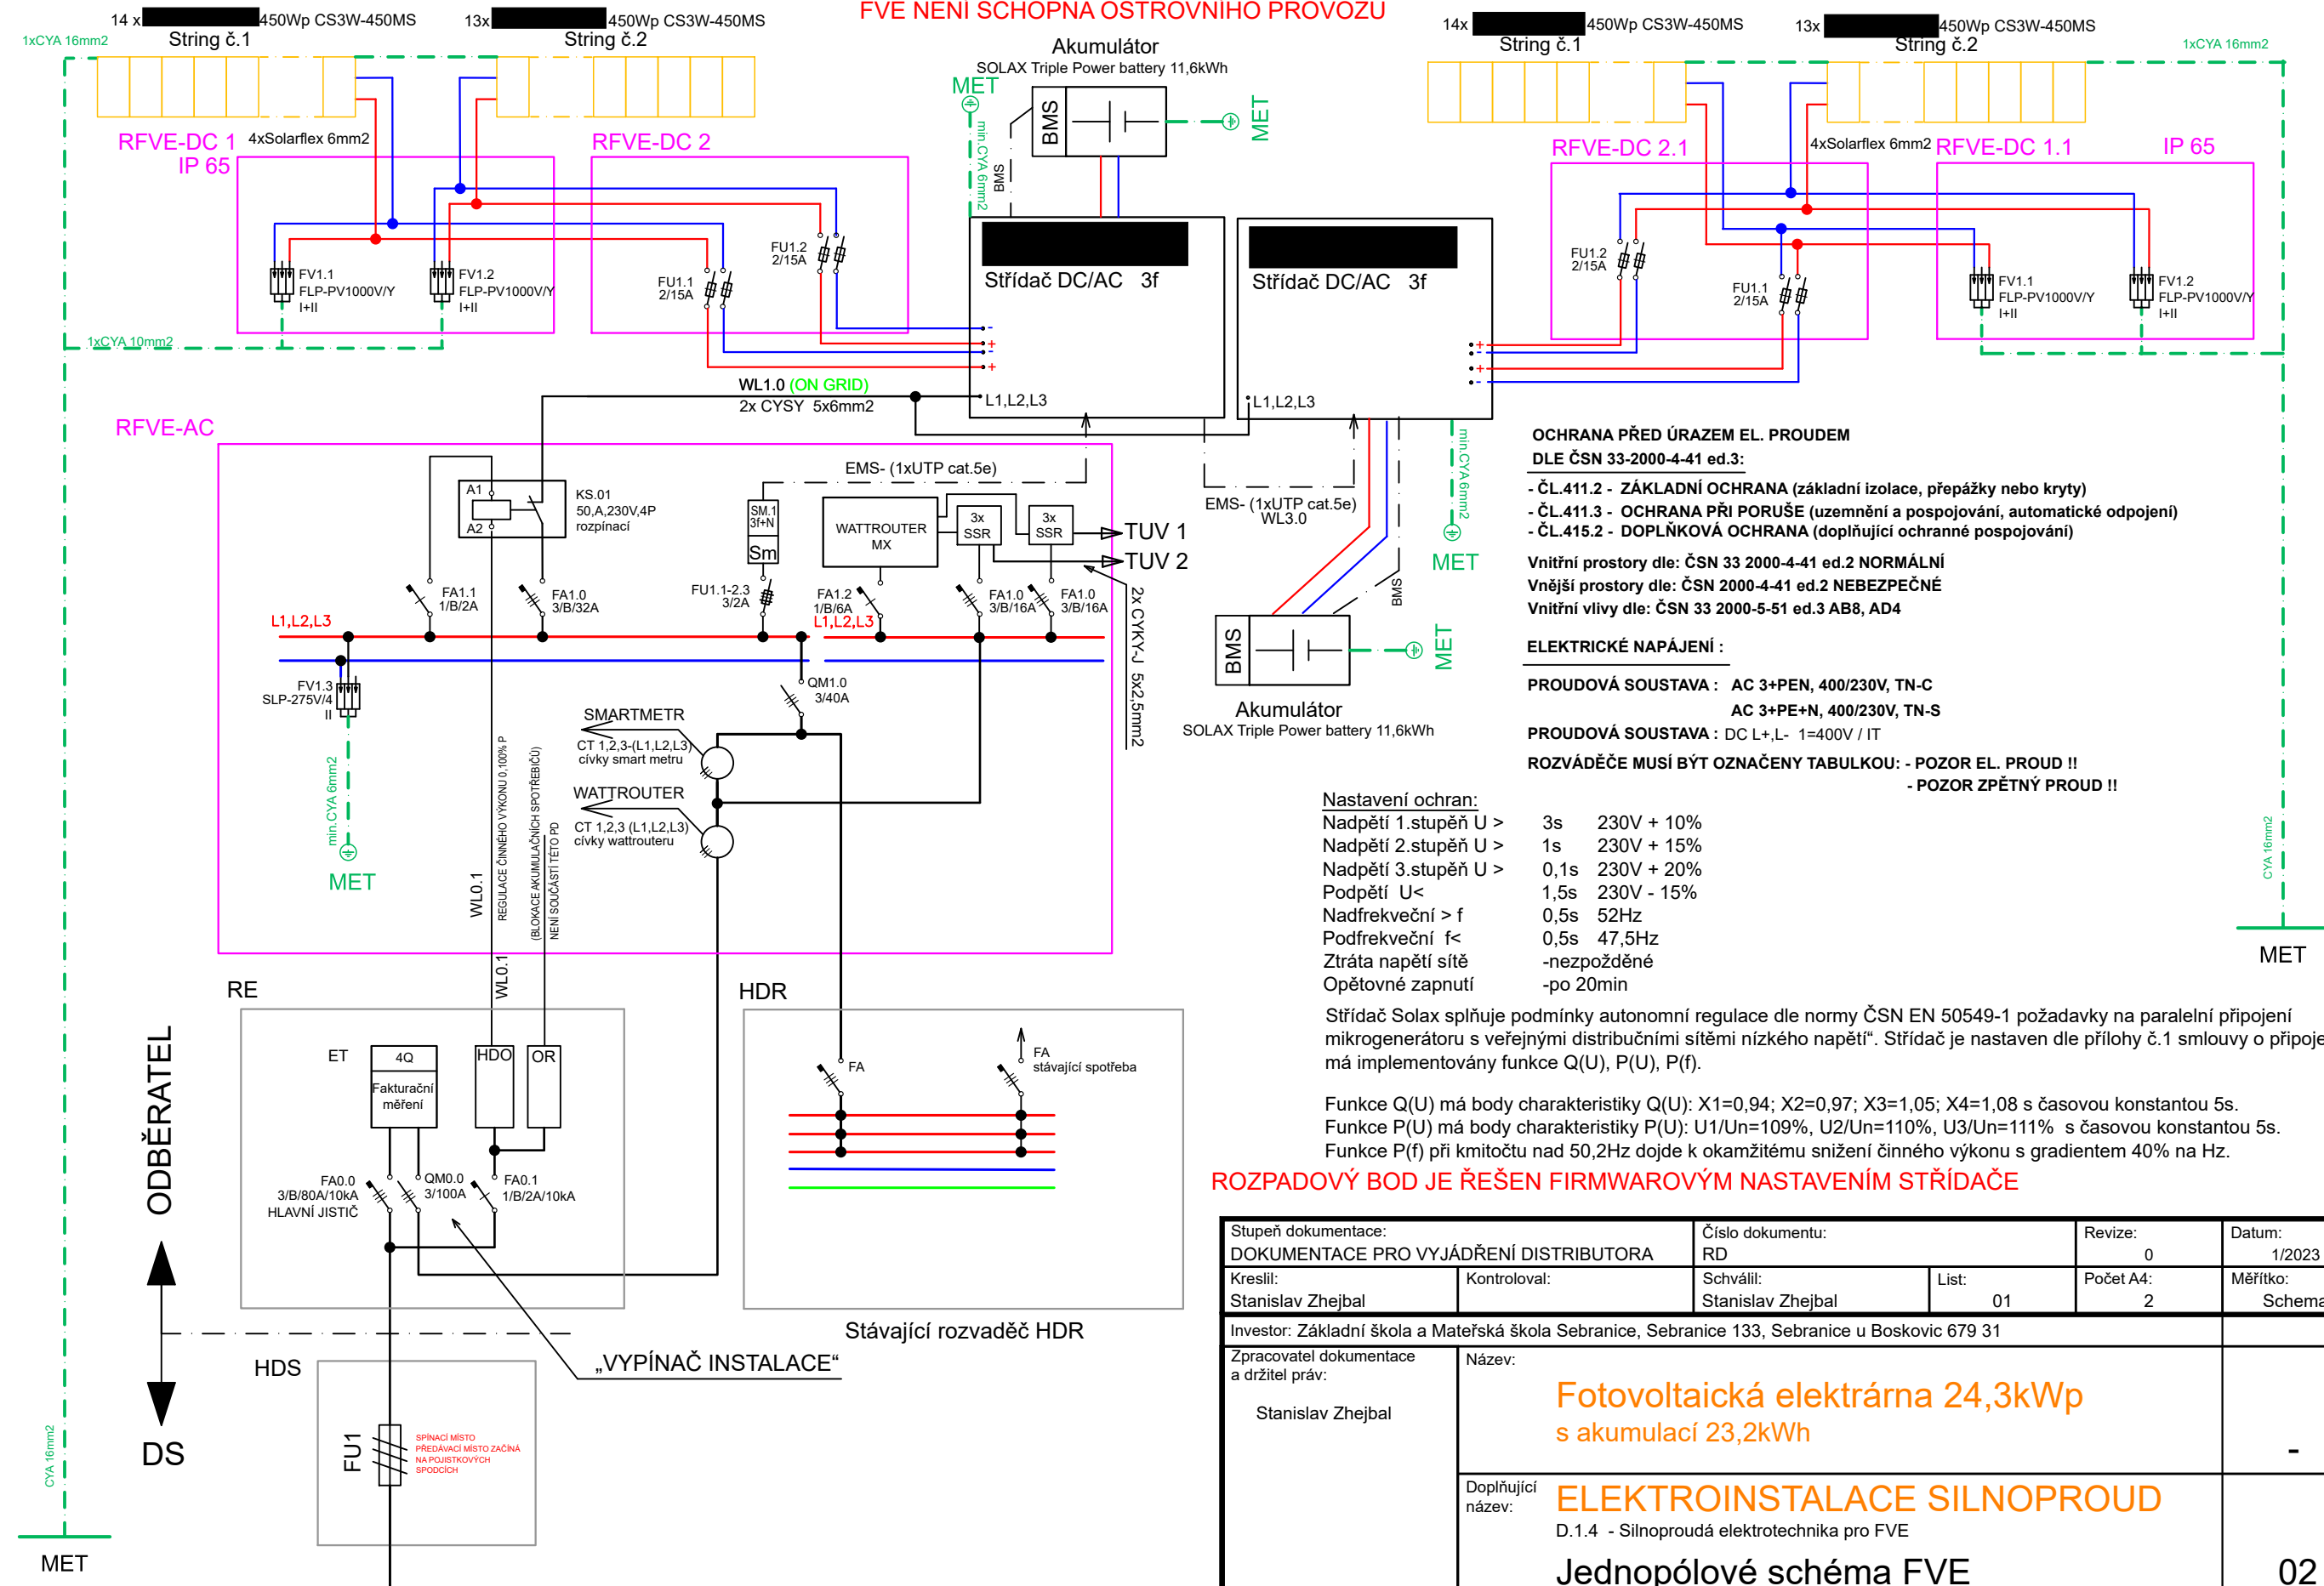 FVE NENÍ SCHOPNA OSTROVNÍHO PROVOZU
14 x 450Wp CS3W-450MS
String č.1
13x 450Wp CS3W-450MS
String č.2
1xCYA 16mm2
Akumulátor
SOLAX Triple Power battery 11,6kWh
14x 450Wp CS3W-450MS
String č.1
13x 450Wp CS3W-450MS
String č.2
1xCYA 16mm2
MET
BMS
MET
min.CYA 6mm2
BMS
RFVE-DC 1
IP 65
4xSolarflex 6mm2
RFVE-DC 2
RFVE-DC 2.1
4xSolarflex 6mm2
RFVE-DC 1.1
IP 65
FV1.1
FLP-PV1000V/Y
I+II
FV1.2
FLP-PV1000V/Y
I+II
FU1.1
2/15A
FU1.2
2/15A
Střídač DC/AC 3f
Střídač DC/AC 3f
FU1.2
2/15A
FU1.1
2/15A
FV1.1
FLP-PV1000V/Y
I+II
FV1.2
FLP-PV1000V/Y
I+II
1xCYA 10mm2
-
+
-
+
+
-
+
-
WL1.0 (ON GRID)
2x CYSY 5x6mm2
L1,L2,L3
L1,L2,L3
RFVE-AC
A1
A2
KS.01
50,A,230V,4P
rozpínací
EMS- (1xUTP cat.5e)
SM.1
3f+N
Sm
WATTROUTER
MX
3x
SSR
3x
SSR
TUV 1
TUV 2
EMS- (1xUTP cat.5e)
WL3.0
min.CYA 6mm2
MET
BMS
FA1.1
1/B/2A
FA1.0
3/B/32A
FU1.1-2.3
3/2A
FA1.2
1/B/6A
L1,L2,L3
FA1.0
3/B/16A
FA1.0
3/B/16A
2x CYKY-J 5x2,5mm2
L1,L2,L3
FV1.3
SLP-275V/4
II
min.CYA 6mm2
MET
QM1.0
3/40A
SMARTMETR
CT 1,2,3-(L1,L2,L3)
cívky smart metru
WATTROUTER
CT 1,2,3 (L1,L2,L3)
cívky wattrouteru
WL0.1
REGULACE ČINNÉHO VÝKONU 0,100% P
(BLOKACE AKUMULAČNÍCH SPOTŘEBIČŮ)
NENÍ SOUČÁSTÍ TÉTO PD
WL0.1
BMS
MET
Akumulátor
SOLAX Triple Power battery 11,6kWh
OCHRANA PŘED ÚRAZEM EL. PROUDEM
DLE ČSN 33-2000-4-41 ed.3:
- ČL.411.2 - ZÁKLADNÍ OCHRANA (základní izolace, přepážky nebo kryty)
- ČL.411.3 - OCHRANA PŘI PORUŠE (uzemnění a pospojování, automatické odpojení)
- ČL.415.2 - DOPLŇKOVÁ OCHRANA (doplňující ochranné pospojování)
Vnitřní prostory dle: ČSN 33 2000-4-41 ed.2 NORMÁLNÍ
Vnější prostory dle: ČSN 2000-4-41 ed.2 NEBEZPEČNÉ
Vnitřní vlivy dle: ČSN 33 2000-5-51 ed.3 AB8, AD4
ELEKTRICKÉ NAPÁJENÍ :
PROUDOVÁ SOUSTAVA : AC 3+PEN, 400/230V, TN-C
AC 3+PE+N, 400/230V, TN-S
PROUDOVÁ SOUSTAVA : DC L+,L- 1=400V / IT
ROZVÁDĚČE MUSÍ BÝT OZNAČENY TABULKOU: - POZOR EL. PROUD !!
- POZOR ZPĚTNÝ PROUD !!
Nastavení ochran:
Nadpětí 1.stupěň U > 3s 230V + 10%
Nadpětí 2.stupěň U > 1s 230V + 15%
Nadpětí 3.stupěň U > 0,1s 230V + 20%
Podpětí U< 1,5s 230V - 15%
Nadfrekveční > f 0,5s 52Hz
Podfrekveční f< 0,5s 47,5Hz
Ztráta napětí sítě -nezpožděné
Opětovné zapnutí -po 20min
CYA 16mm2
MET
Střídač Solax splňuje podmínky autonomní regulace dle normy ČSN EN 50549-1 požadavky na paralelní připojení
mikrogenerátoru s veřejnými distribučními sítěmi nízkého napětí“. Střídač je nastaven dle přílohy č.1 smlouvy o připoje
má implementovány funkce Q(U), P(U), P(f).
Funkce Q(U) má body charakteristiky Q(U): X1=0,94; X2=0,97; X3=1,05; X4=1,08 s časovou konstantou 5s.
Funkce P(U) má body charakteristiky P(U): U1/Un=109%, U2/Un=110%, U3/Un=111% s časovou konstantou 5s.
Funkce P(f) při kmitočtu nad 50,2Hz dojde k okamžitému snížení činného výkonu s gradientem 40% na Hz.
ROZPADOVÝ BOD JE ŘEŠEN FIRMWAROVÝM NASTAVENÍM STŘÍDAČE
RE
ET
4Q
Fakturační
měření
HDO
OR
FA0.0
3/B/80A/10kA
HLAVNÍ JISTIČ
QM0.0
3/100A
FA0.1
1/B/2A/10kA
HDR
FA
FA
stávající spotřeba
Stávající rozvaděč HDR
„VYPÍNAČ INSTALACE“
ODBĚRATEL
DS
HDS
FU1
SPÍNACÍ MÍSTO
PŘEDÁVACÍ MÍSTO ZAČÍNÁ
NA POJISTKOVÝCH
SPODCÍCH
CYA 16mm2
MET
Stupeň dokumentace:
DOKUMENTACE PRO VYJÁDŘENÍ DISTRIBUTORA
Číslo dokumentu:
RD
Revize:
0
Datum:
1/2023
Kreslil:
Stanislav Zhejbal
Kontroloval:
Schválil:
Stanislav Zhejbal
List:
01
Počet A4:
2
Měřítko:
Schema
Investor: Základní škola a Mateřská škola Sebranice, Sebranice 133, Sebranice u Boskovic 679 31
Zpracovatel dokumentace
a držitel práv:
Stanislav Zhejbal
Název:
Fotovoltaická elektrárna 24,3kWp
s akumulací 23,2kWh
-
Doplňující
název:
ELEKTROINSTALACE SILNOPROUD
D.1.4 - Silnoproudá elektrotechnika pro FVE
Jednopólové schéma FVE
02